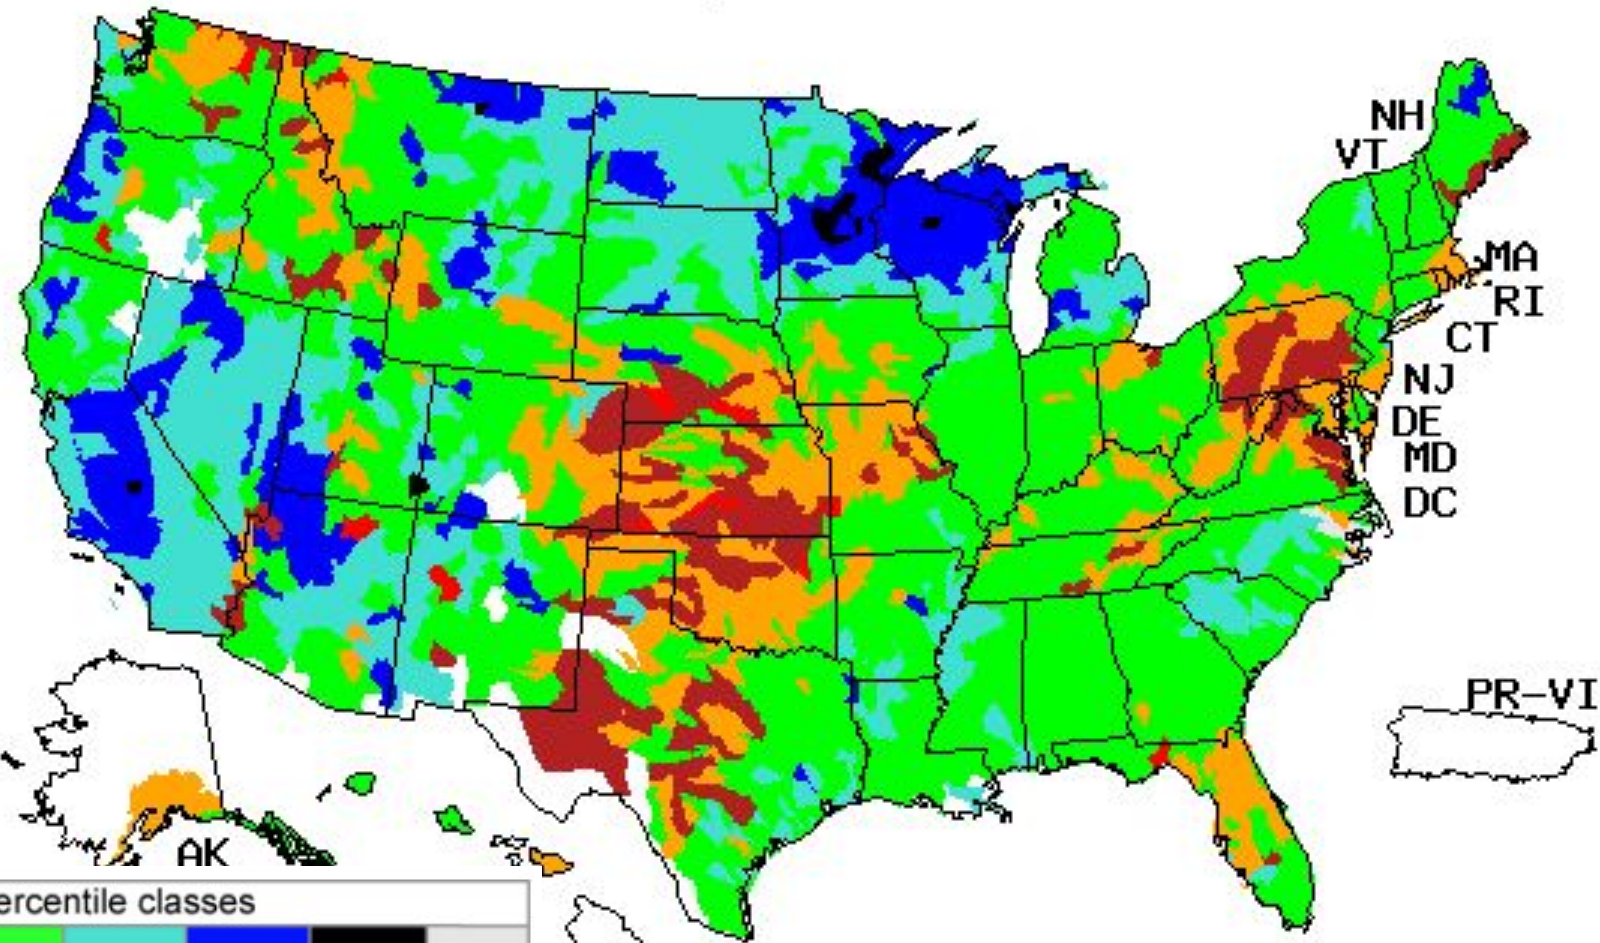 NH
VT
MA
RI
CT
NJ
DE
MD
DC
PR-VI
AK
ercentile classes